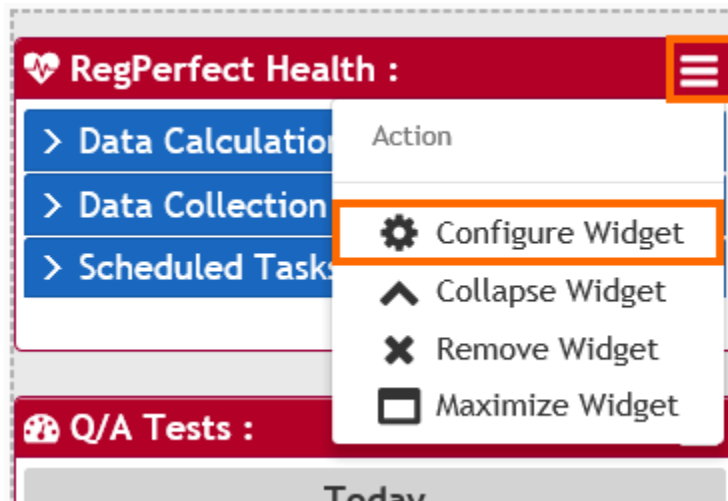 RegPerfect Health :
Action
Data Calculation
Data Collection
Configure Widget
Scheduled Tasks
Collapse Widget
Remove Widget
Maximize Widget
Q/A Tests :
Today